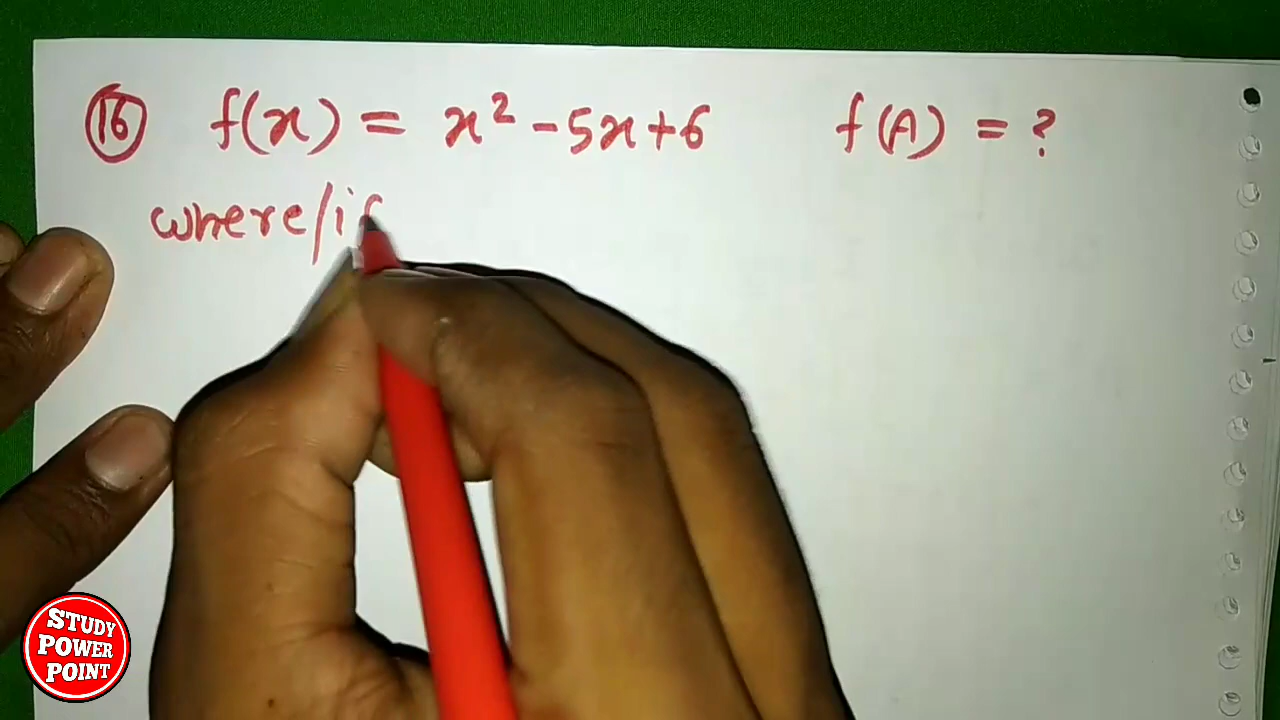 16 f(x) = x² - 5x + 6 f(A) = ?
where/if
STUDY
POWER
POINT